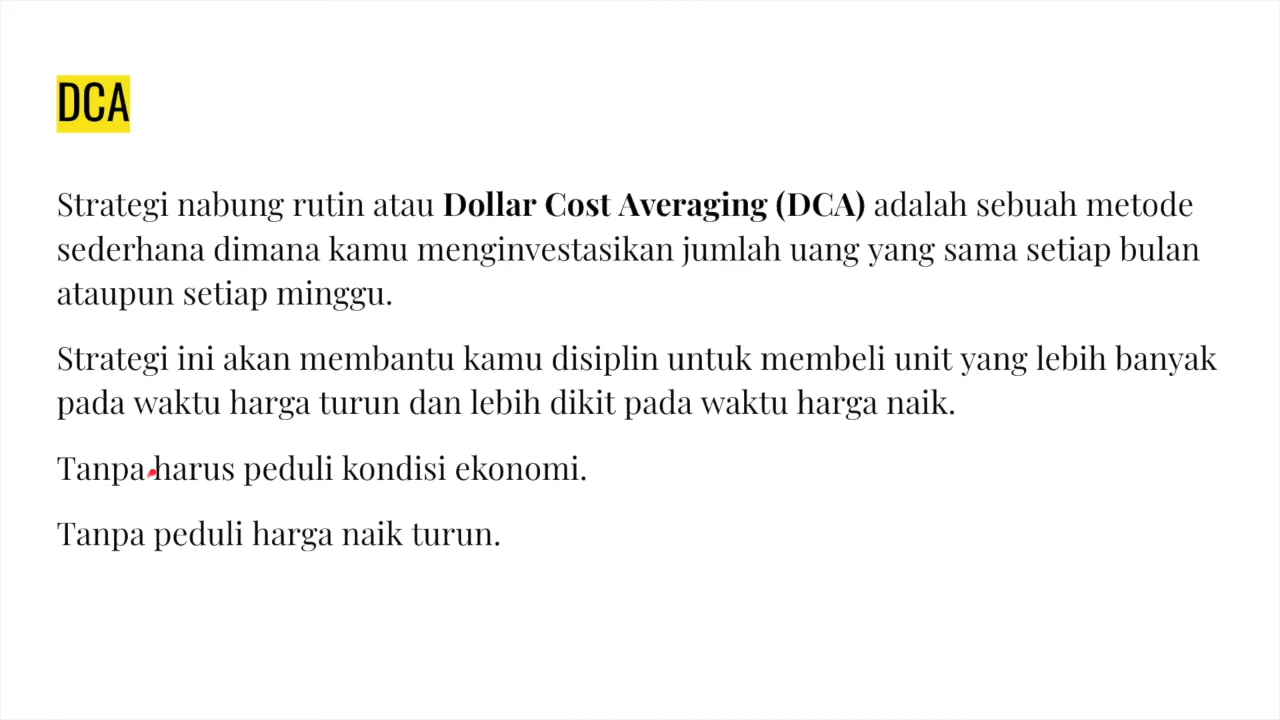 DCA
Strategi nabung rutin atau Dollar Cost Averaging (DCA) adalah sebuah metode
sederhana dimana kamu menginvestasikan jumlah uang yang sama setiap bulan
ataupun setiap minggu.
Strategi ini akan membantu kamu disiplin untuk membeli unit yang lebih banyak
pada waktu harga turun dan lebih dikit pada waktu harga naik.
Tanpa harus peduli kondisi ekonomi.
Tanpa peduli harga naik turun.